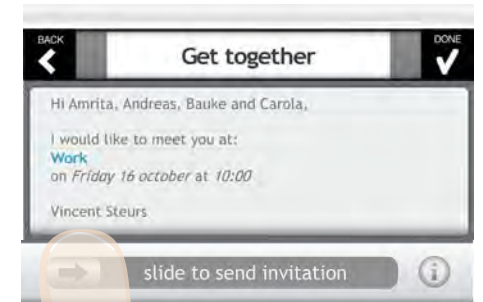 BACK
Get together
DONE
Hi Amrita, Andreas, Bauke and Carola,
I would like to meet you at:
Work
on Friday 16 october at 10:00
Vincent Steurs
slide to send invitation
i